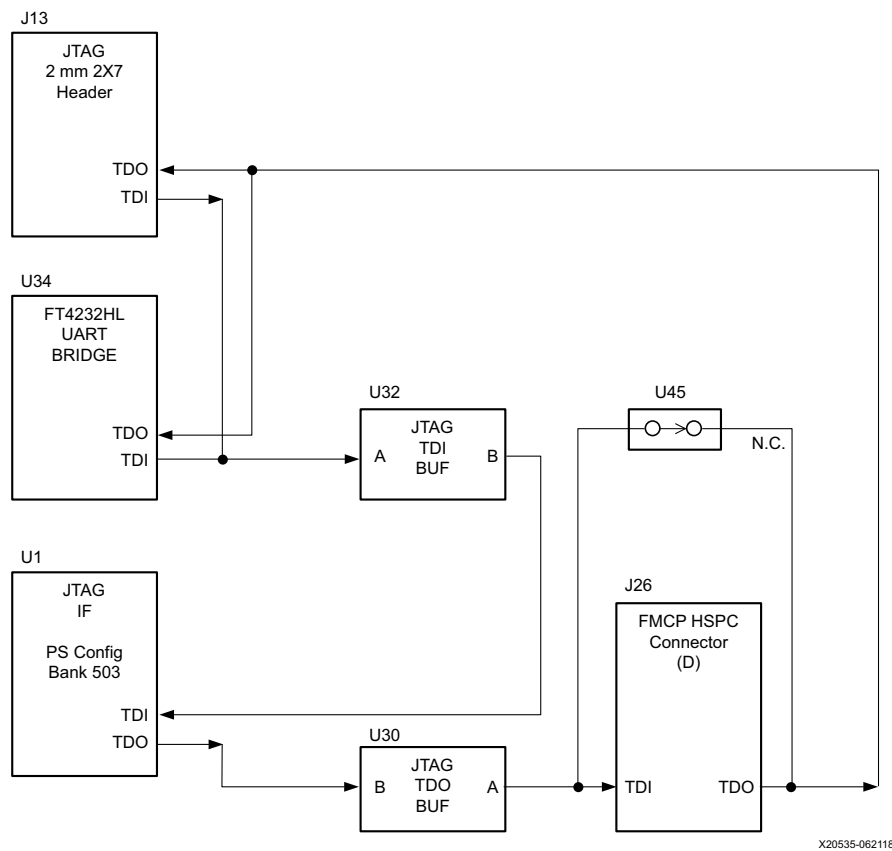 J13
JTAG
2 mm 2X7
Header
TDO
TDI
U34
FT4232HL
UART
BRIDGE
TDO
TDI
U32
JTAG
TDI
BUF
A
B
U45
N.C.
U1
JTAG
IF
PS Config
Bank 503
TDI
TDO
U30
JTAG
TDO
BUF
B
A
J26
FMCP HSPC
Connector
(D)
TDI
TDO
X20535-062118